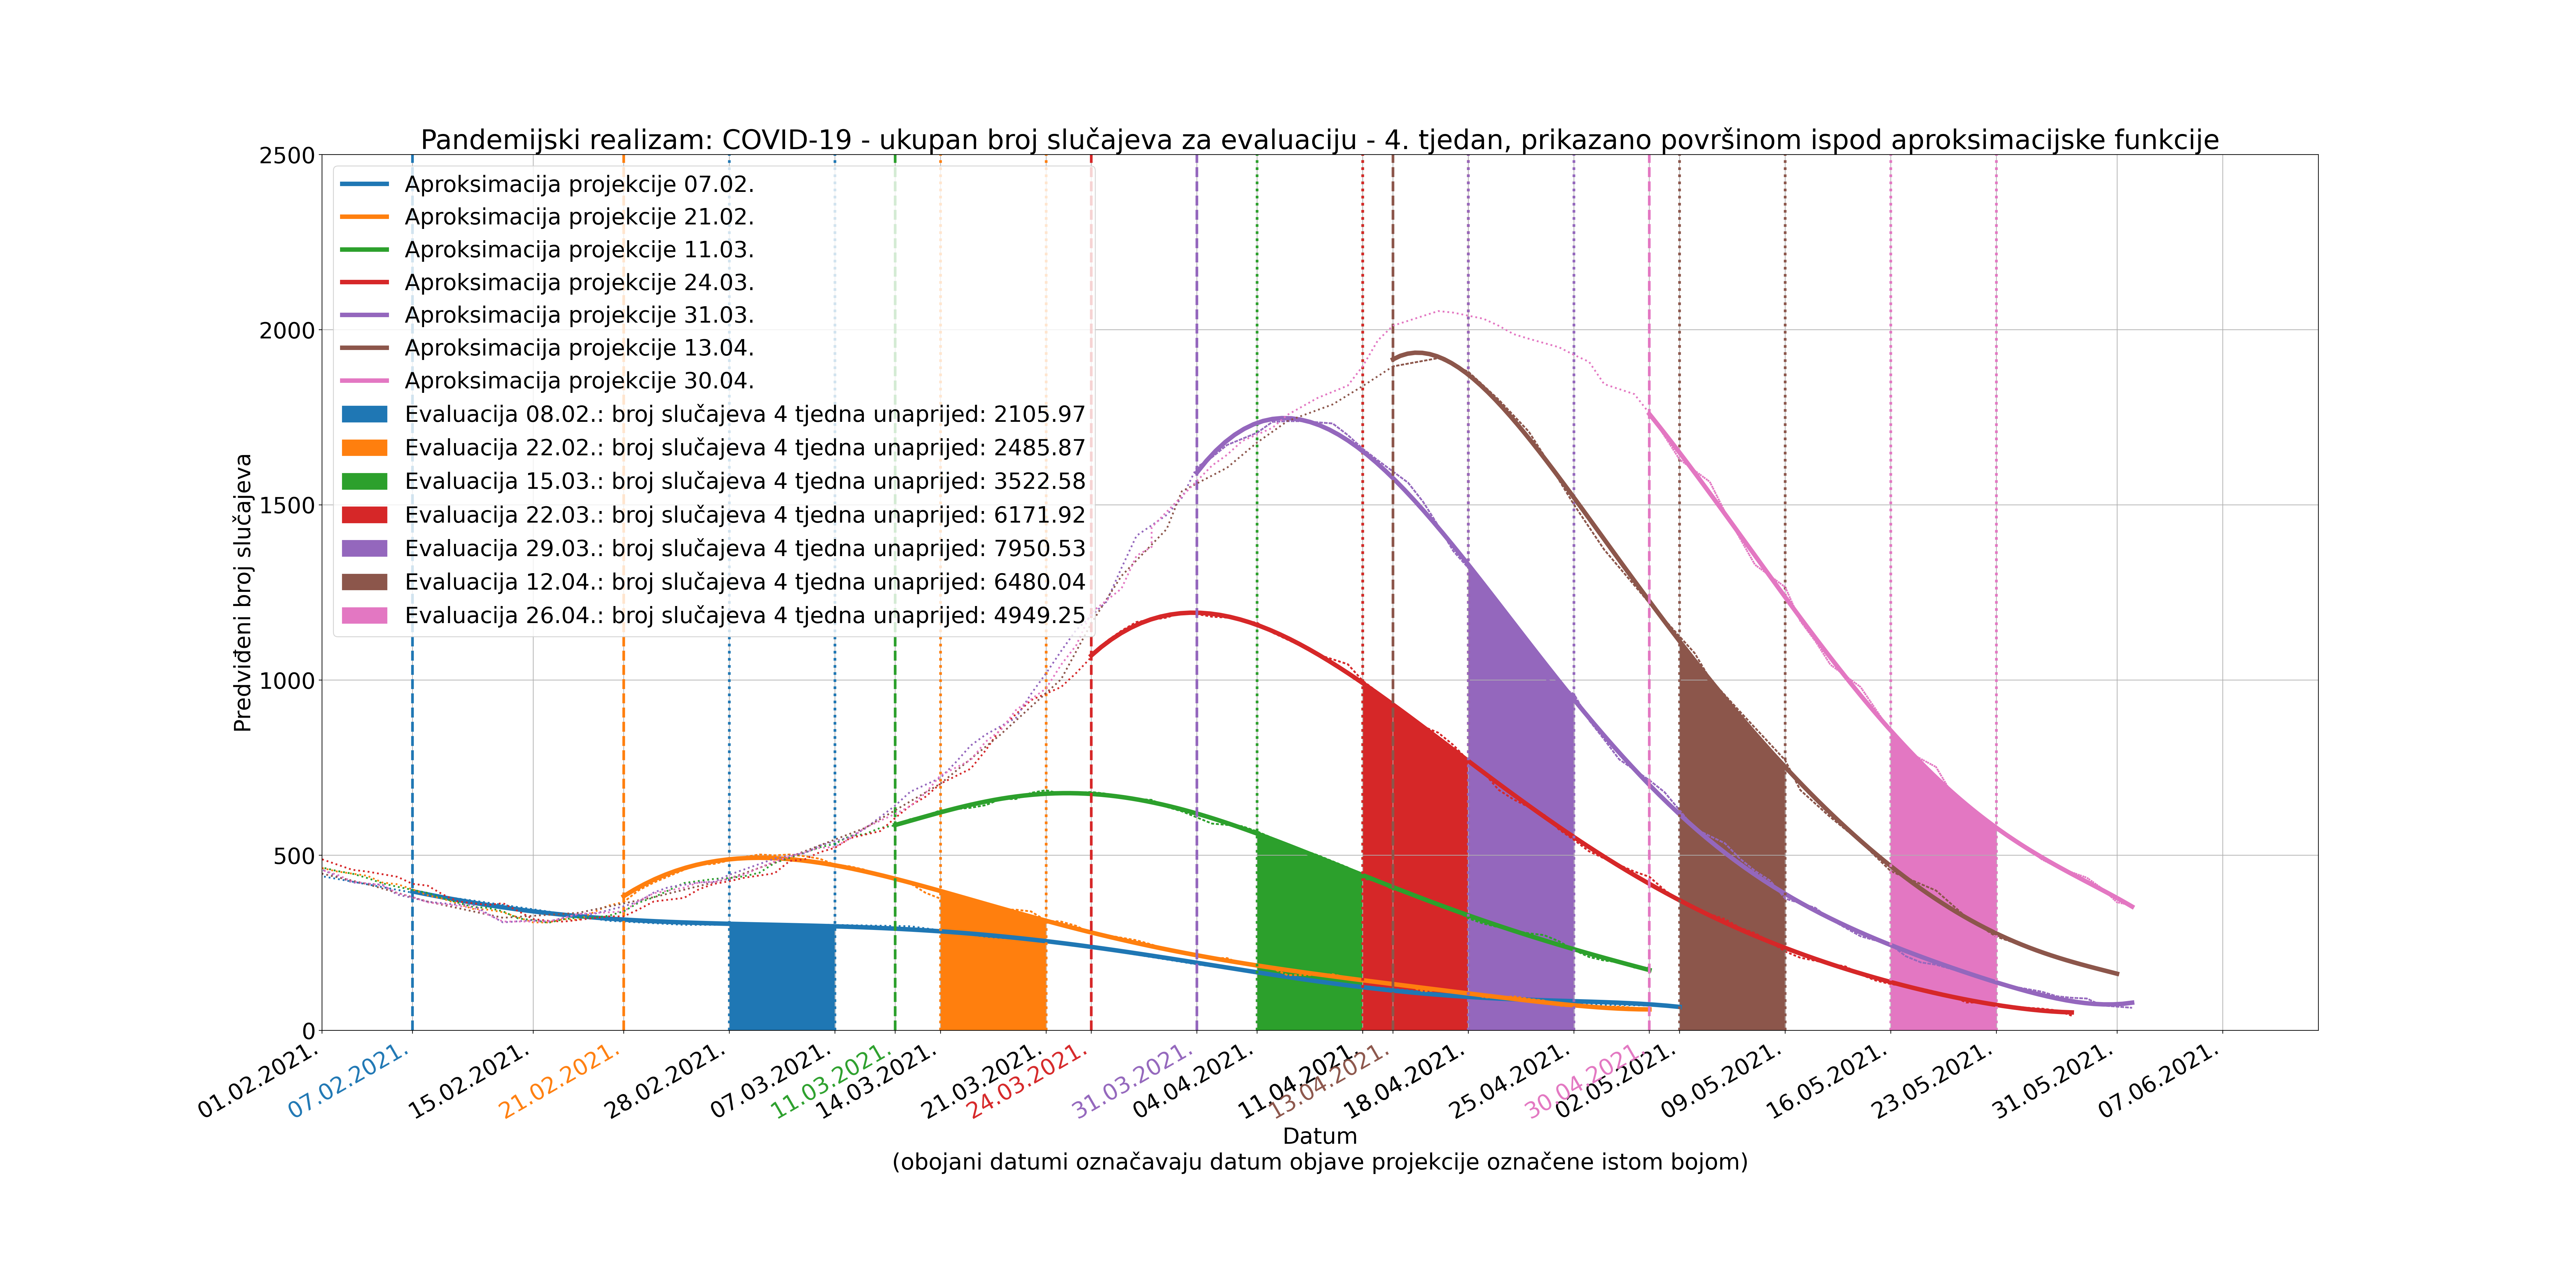 Pandemijski realizam: COVID-19 - ukupan broj slučajeva za evaluaciju - 4. tjedan, prikazano površinom ispod aproksimacijske funkcije
Predviđeni broj slučajeva
2500
2000
1500
1000
500
0
Aproksimacija projekcije 07.02.
Aproksimacija projekcije 21.02.
Aproksimacija projekcije 11.03.
Aproksimacija projekcije 24.03.
Aproksimacija projekcije 31.03.
Aproksimacija projekcije 13.04.
Aproksimacija projekcije 30.04.
Evaluacija 08.02.: broj slučajeva 4 tjedna unaprijed: 2105.97
Evaluacija 22.02.: broj slučajeva 4 tjedna unaprijed: 2485.87
Evaluacija 15.03.: broj slučajeva 4 tjedna unaprijed: 3522.58
Evaluacija 22.03.: broj slučajeva 4 tjedna unaprijed: 6171.92
Evaluacija 29.03.: broj slučajeva 4 tjedna unaprijed: 7950.53
Evaluacija 12.04.: broj slučajeva 4 tjedna unaprijed: 6480.04
Evaluacija 26.04.: broj slučajeva 4 tjedna unaprijed: 4949.25
01.02.2021.
07.02.2021.
15.02.2021.
21.02.2021.
28.02.2021.
07.03.2021.
11.03.2021.
14.03.2021.
21.03.2021.
24.03.2021.
31.03.2021.
04.04.2021.
11.04.2021.
13.04.2021.
18.04.2021.
25.04.2021.
30.04.2021.
02.05.2021.
09.05.2021.
16.05.2021.
23.05.2021.
31.05.2021.
07.06.2021.
Datum
(obojani datumi označavaju datum objave projekcije označene istom bojom)